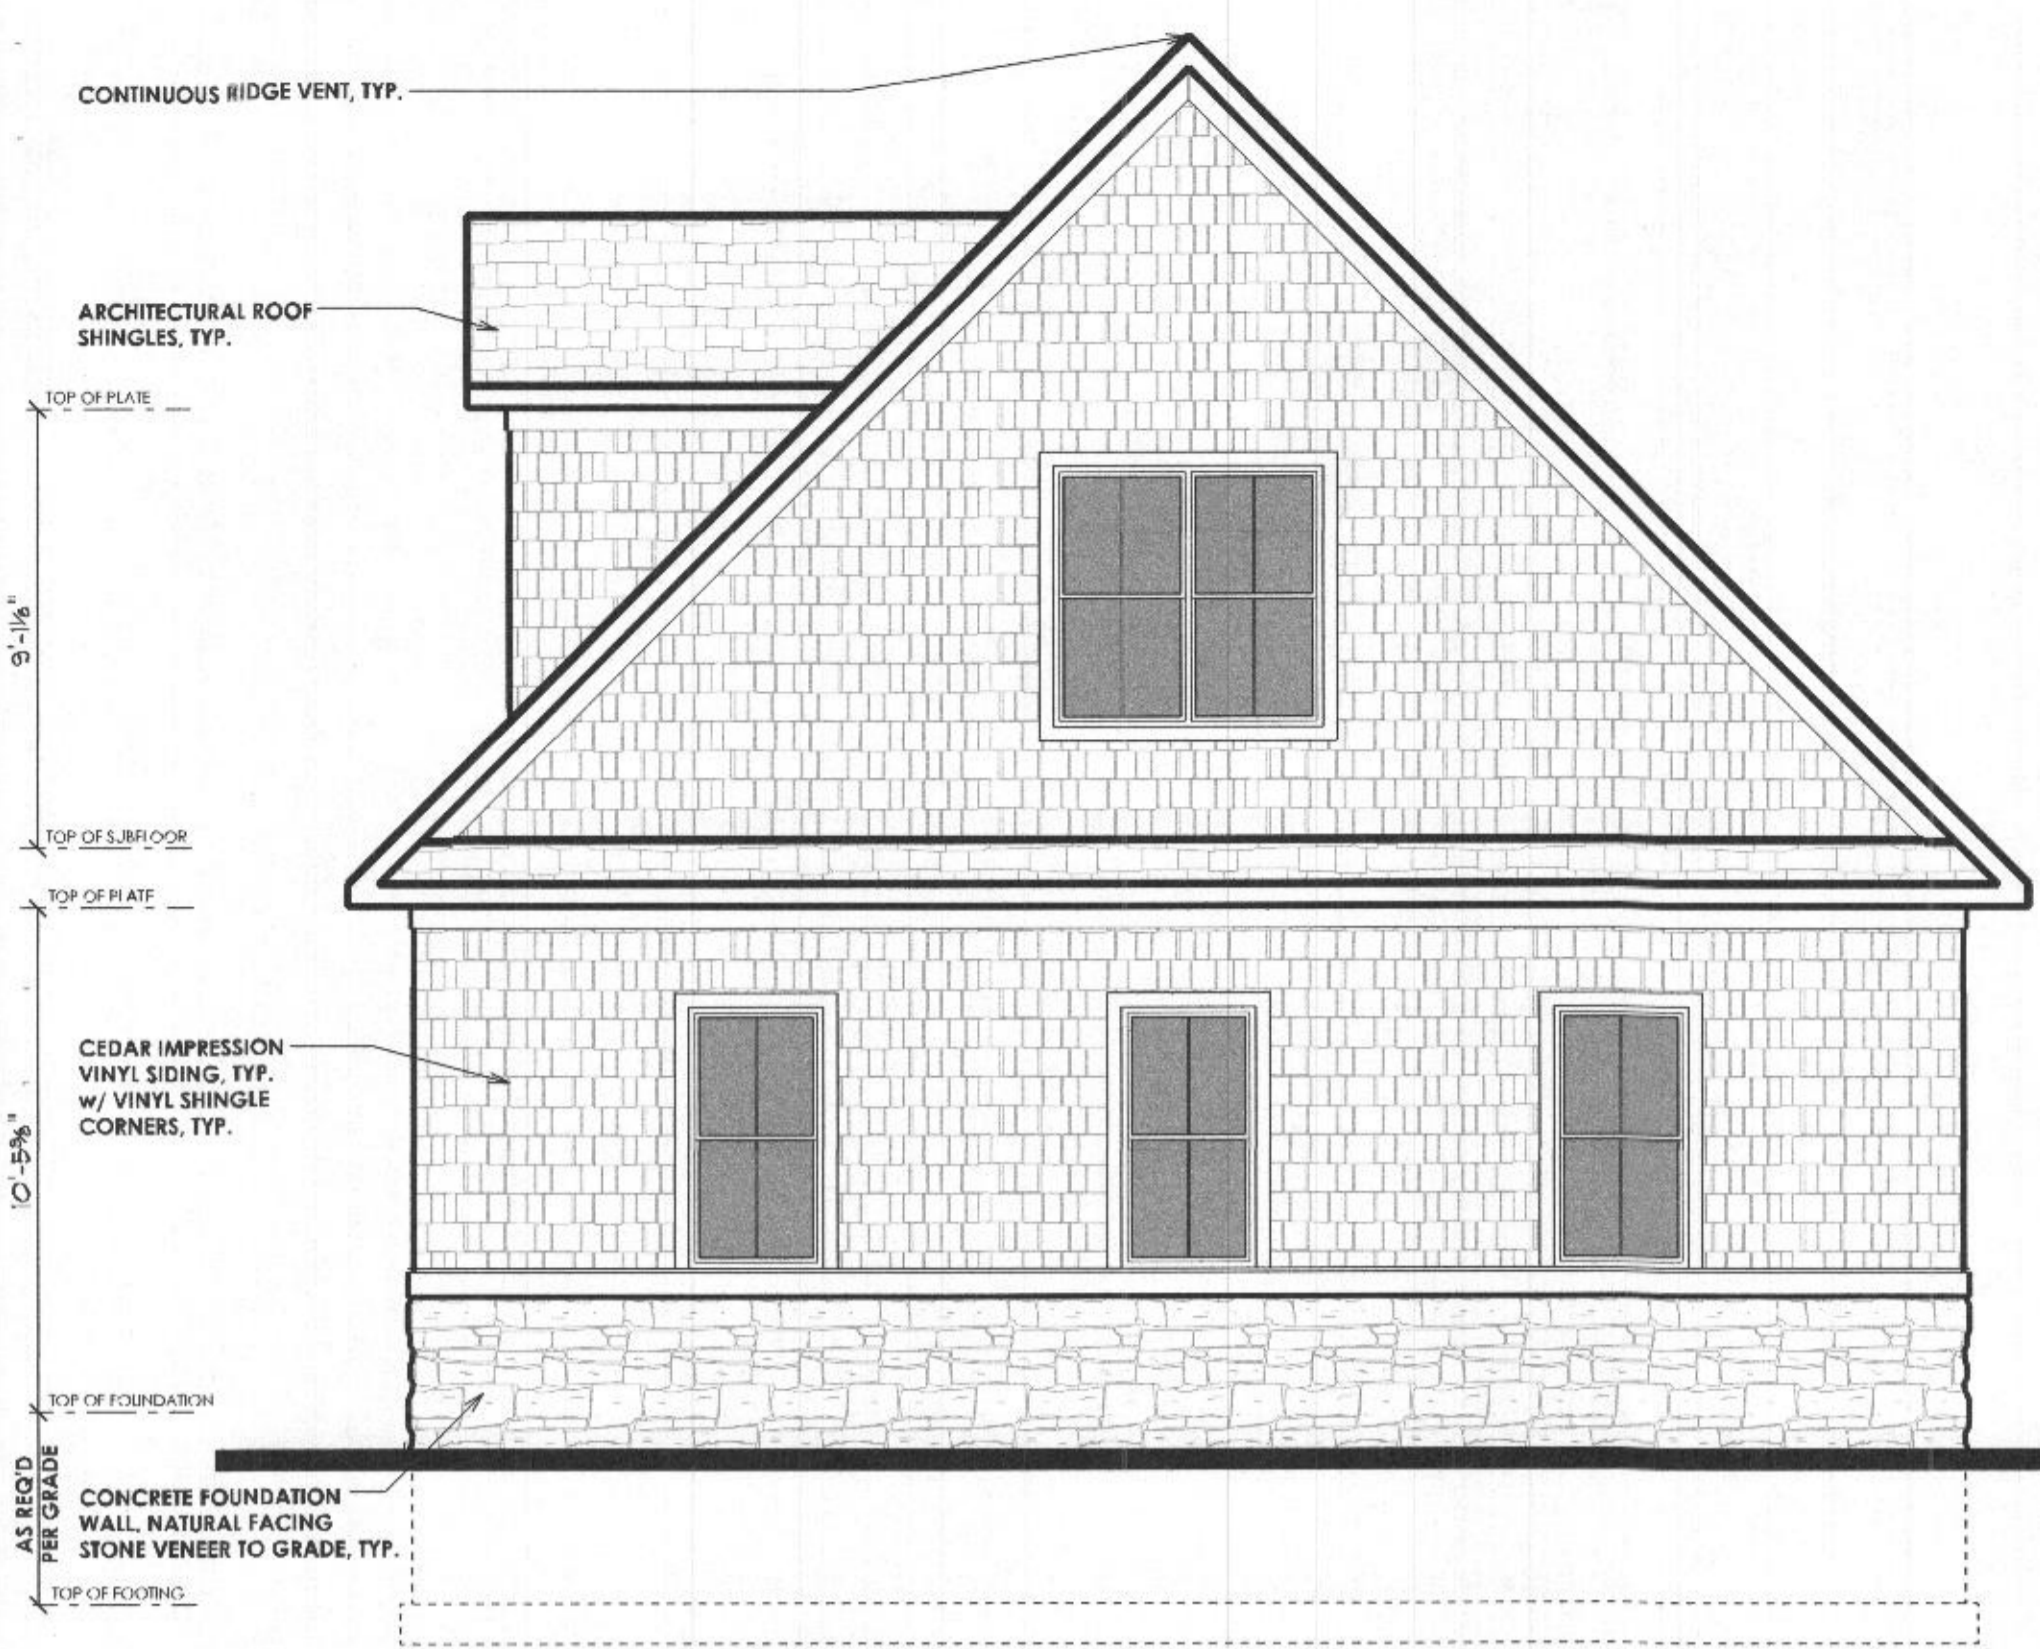 CONTINUOUS RIDGE VENT, TYP.
ARCHITECTURAL ROOF
SHINGLES, TYP.
TOP OF PLATE
9'-1⅛"
TOP OF SUBFLOOR
TOP OF PLATE
CEDAR IMPRESSION
VINYL SIDING, TYP.
w/ VINYL SHINGLE
CORNERS, TYP.
10'-5⅝"
TOP OF FOUNDATION
AS REQ'D
PER GRADE
CONCRETE FOUNDATION
WALL, NATURAL FACING
STONE VENEER TO GRADE, TYP.
TOP OF FOOTING